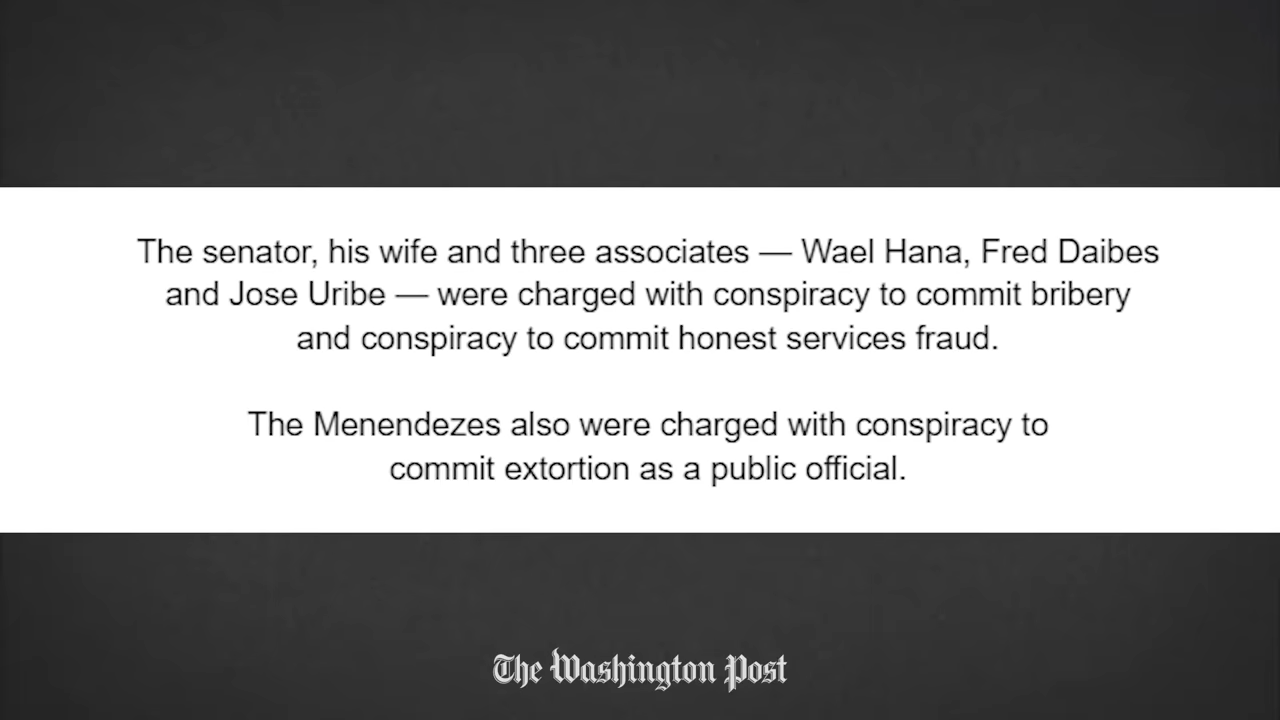 The senator, his wife and three associates — Wael Hana, Fred Daibes
and Jose Uribe — were charged with conspiracy to commit bribery
and conspiracy to commit honest services fraud.
The Menendezes also were charged with conspiracy to
commit extortion as a public official.
The Washington Post